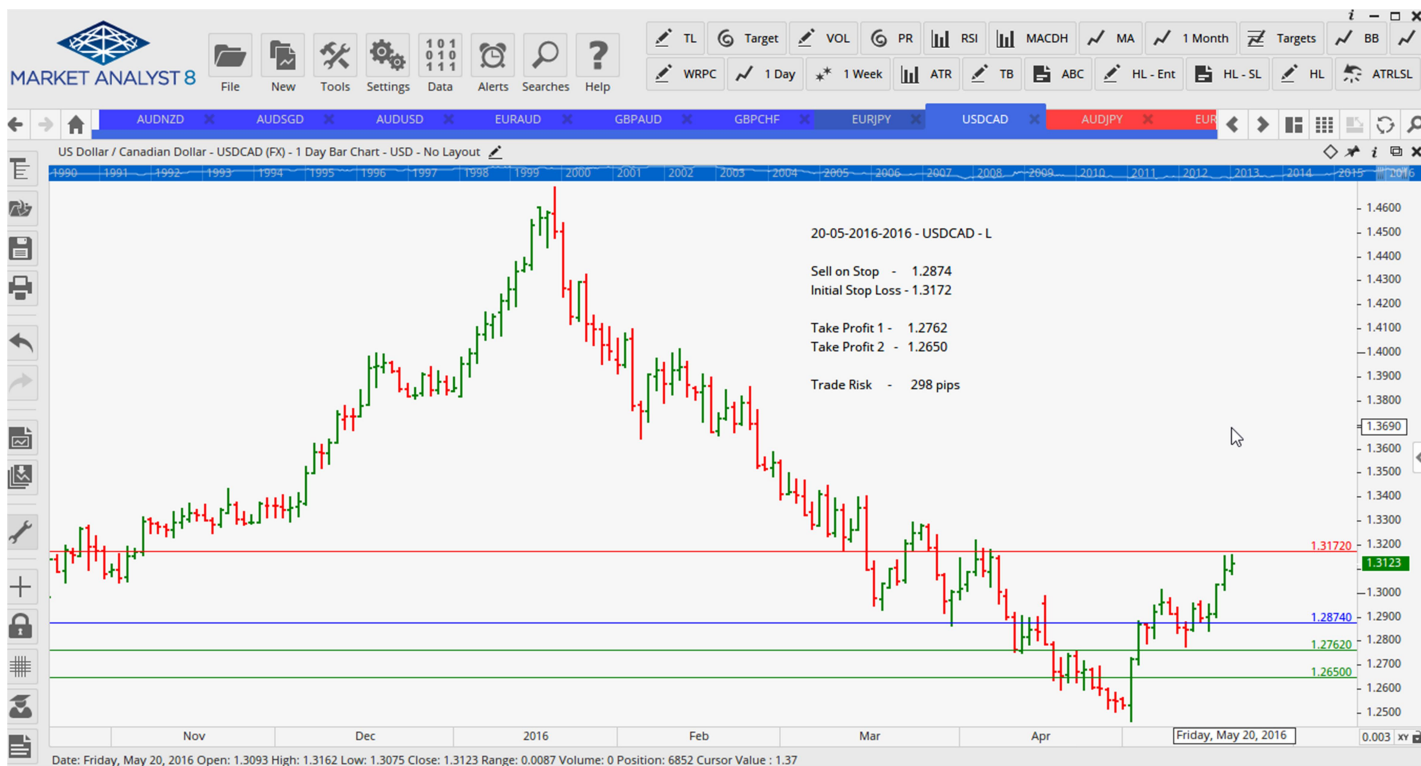 i
TL Target VOL PR RSI MACDH MA 1 Month Targets BB
MARKET ANALYST 8
101
010
111
File New Tools Settings Data Alerts Searches Help
WRPC 1 Day 1 Week ATR TB ABC HL - Ent HL - SL HL ATRLSL
AUDNZD AUDSGD AUDUSD EURAUD GBPAUD GBPCHF EURJPY USDCAD AUDJPY EUR
US Dollar / Canadian Dollar - USDCAD (FX) - 1 Day Bar Chart - USD - No Layout
i
1990 1991 1992 1993 1994 1995 1996 1997 1998 1999 2000 2001 2002 2003 2004 2005 2006 2007 2008 2009 2010 2011 2012 2013 2014 2015 2016
20-05-2016-2016 - USDCAD - L
Sell on Stop - 1.2874
Initial Stop Loss - 1.3172
Take Profit 1 - 1.2762
Take Profit 2 - 1.2650
Trade Risk - 298 pips
1.4600
1.4500
1.4400
1.4300
1.4200
1.4100
1.4000
1.3900
1.3800
1.3690
1.3600
1.3500
1.3400
1.3300
1.3200
1.31720
1.3123
1.3000
1.2900
1.28740
1.2800
1.27620
1.2700
1.26500
1.2600
1.2500
Nov Dec 2016 Feb Mar Apr Friday, May 20, 2016 0.003 XY
Date: Friday, May 20, 2016 Open: 1.3093 High: 1.3162 Low: 1.3075 Close: 1.3123 Range: 0.0087 Volume: 0 Position: 6852 Cursor Value : 1.37